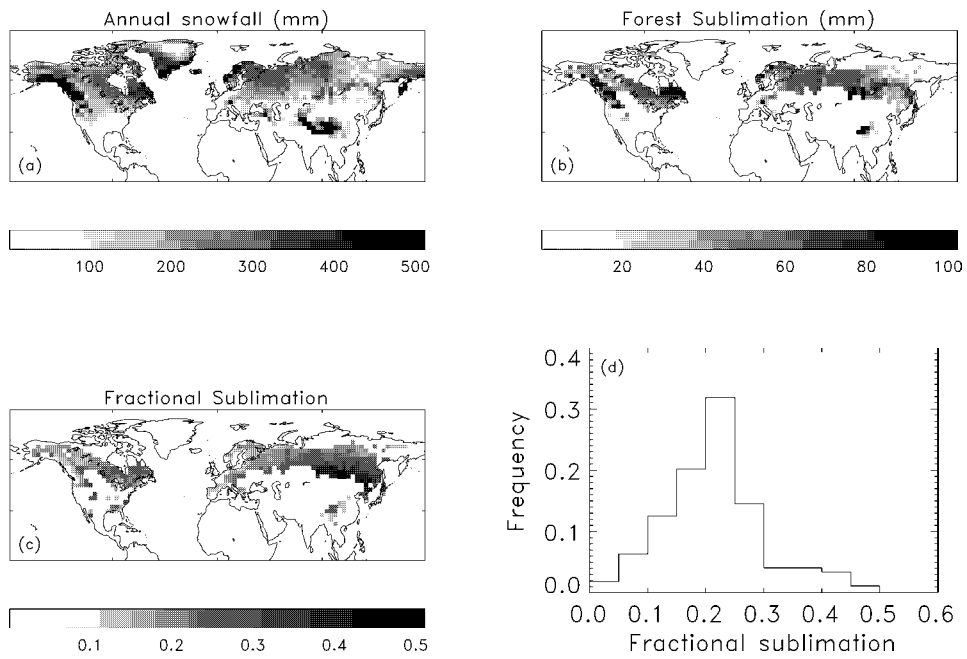 Annual snowfall (mm)
(a)
100 200 300 400 500
Forest Sublimation (mm)
(b)
20 40 60 80 100
Fractional Sublimation
(c)
0.1 0.2 0.3 0.4 0.5
(d)
0.4
0.3
0.2
0.1
0.0
Frequency
0.0 0.1 0.2 0.3 0.4 0.5 0.6
Fractional sublimation